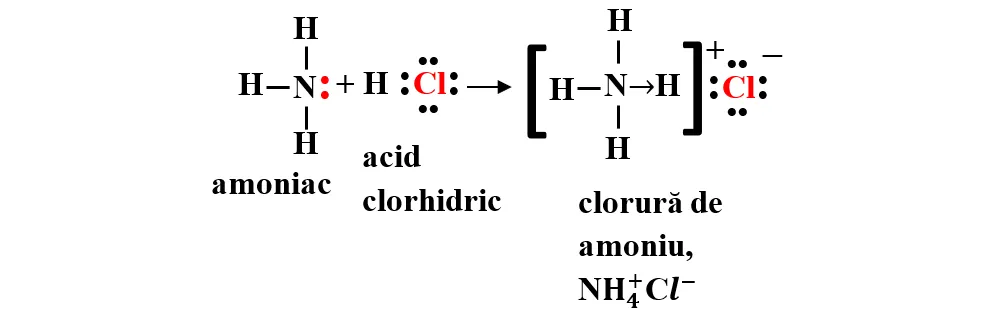 H H
H—N: + H :Cl: → [H—N→H]⁺ :Cl:⁻
H H
amoniac
acid
clorhidric
clorură de
amoniu,
NH₄⁺Cl⁻